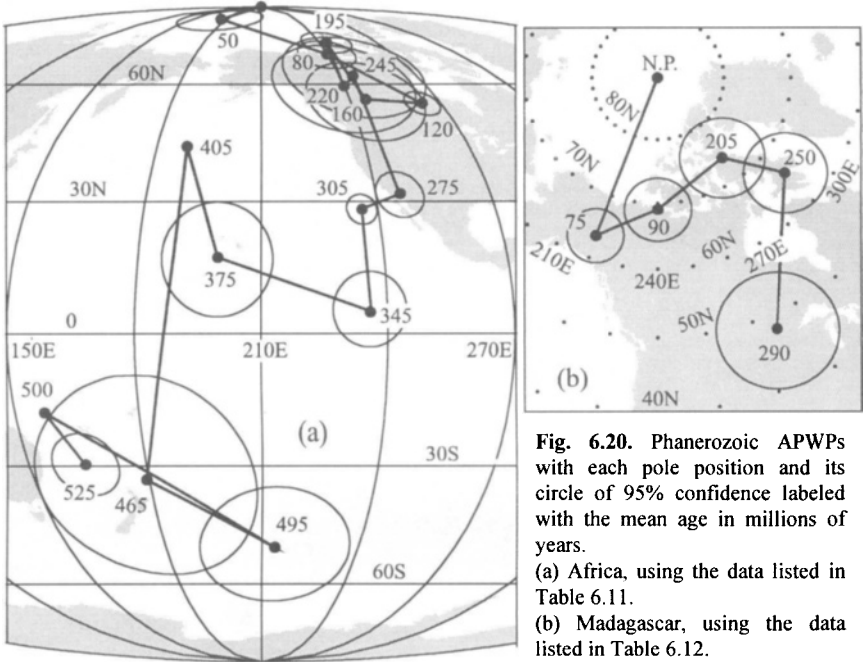 195
50
60N
80
245
220
160
120
405
30N
305
275
375
345
0
150E
210E
270E
500
(a)
30S
525
465
495
60S
N.P.
80N
205
250
70N
300E
75
90
210E
60N
270E
240E
50N
290
(b)
40N
Fig. 6.20. Phanerozoic APWPs
with each pole position and its
circle of 95% confidence labeled
with the mean age in millions of
years.
(a) Africa, using the data listed in
Table 6.11.
(b) Madagascar, using the data
listed in Table 6.12.